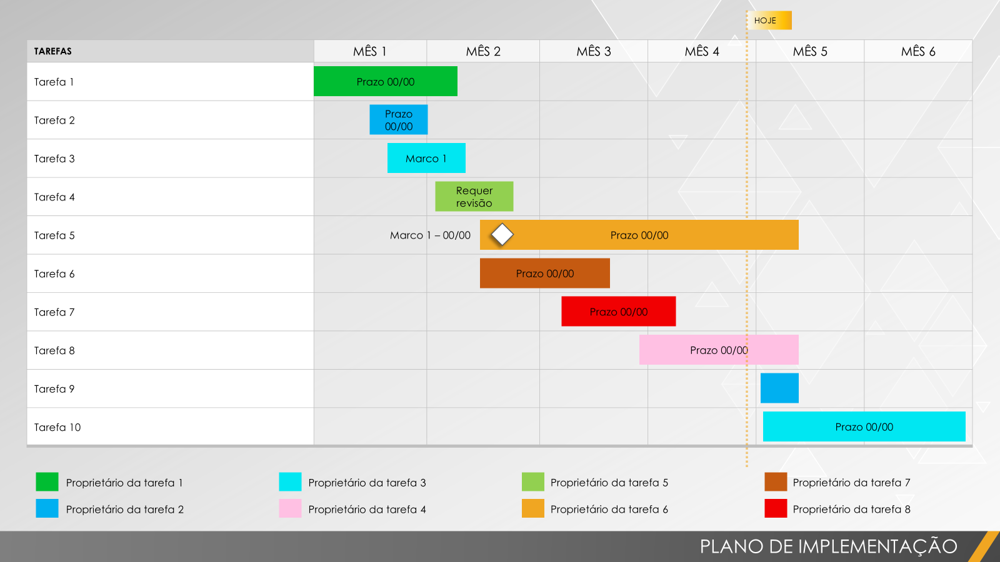 HOJE
TAREFAS
MÊS 1
MÊS 2
MÊS 3
MÊS 4
MÊS 5
MÊS 6
Tarefa 1
Prazo 00/00
Tarefa 2
Prazo
00/00
Tarefa 3
Marco 1
Tarefa 4
Requer
revisão
Tarefa 5
Marco 1 – 00/00
Prazo 00/00
Tarefa 6
Prazo 00/00
Tarefa 7
Prazo 00/00
Tarefa 8
Prazo 00/00
Tarefa 9
Tarefa 10
Prazo 00/00
Proprietário da tarefa 1
Proprietário da tarefa 3
Proprietário da tarefa 5
Proprietário da tarefa 7
Proprietário da tarefa 2
Proprietário da tarefa 4
Proprietário da tarefa 6
Proprietário da tarefa 8
PLANO DE IMPLEMENTAÇÃO